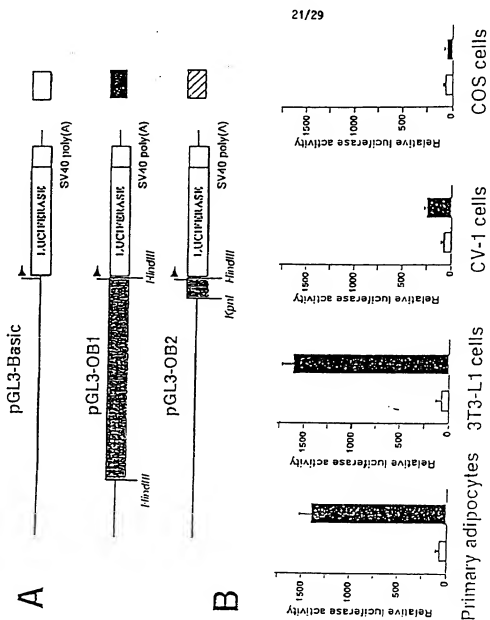 21/29
A
pGL3-Basic
LUCIFERASE
SV40 poly(A)
pGL3-OB1
LUCIFERASE
HindIII
HindIII
SV40 poly(A)
pGL3-OB2
LUCIFERASE
KpnI
HindIII
SV40 poly(A)
B
Relative luciferase activity
1500
1000
500
0
Primary adipocytes
Relative luciferase activity
1500
1000
500
0
3T3-L1 cells
Relative luciferase activity
1500
1000
500
0
CV-1 cells
Relative luciferase activity
1500
1000
500
0
COS cells